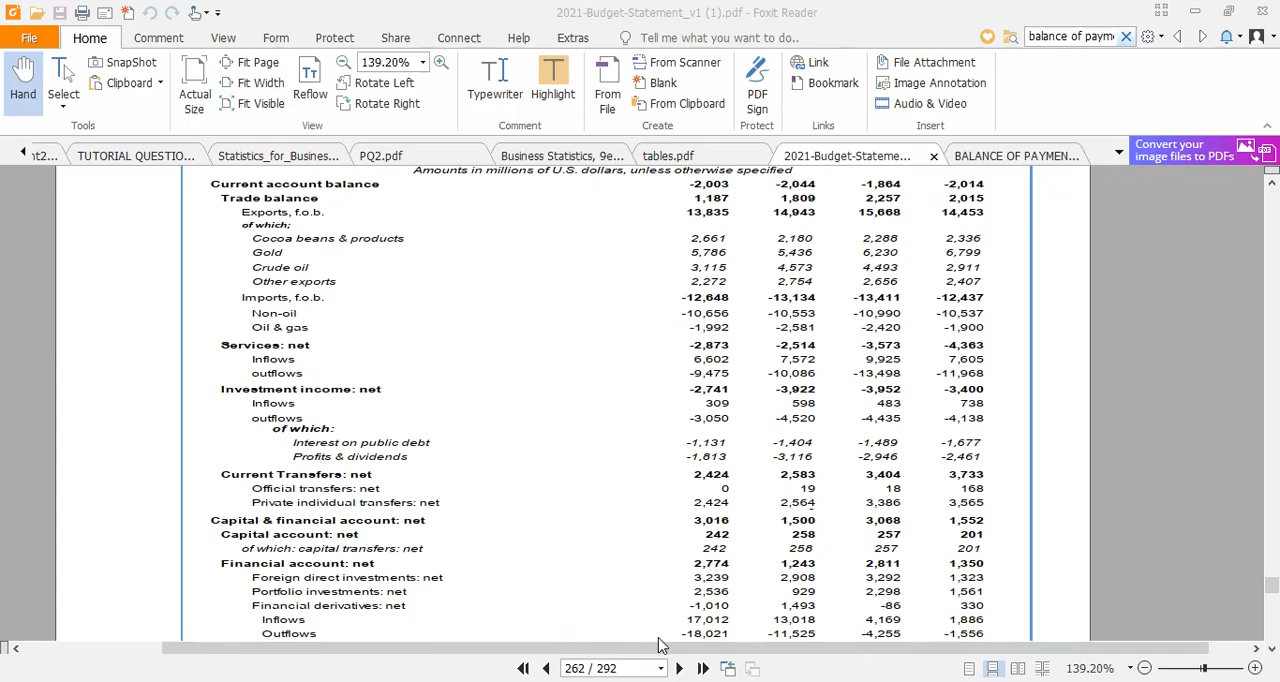 2021-Budget-Statement_v1 (1).pdf - Foxit Reader
File Home Comment View Form Protect Share Connect Help Extras Tell me what you want to do.. balance of paym
Hand Select SnapShot Clipboard Actual Size Fit Page Fit Width Fit Visible Reflow 139.20% Rotate Left Rotate Right Typewriter Highlight From File From Scanner Blank From Clipboard PDF Sign Link Bookmark File Attachment Image Annotation Audio & Video
Tools View Comment Create Protect Links Insert
nt2... TUTORIAL QUESTIO... Statistics_for_Busines... PQ2.pdf Business Statistics, 9e... tables.pdf 2021-Budget-Stateme... BALANCE OF PAYMEN... Convert your image files to PDFs
Amounts in millions of U.S. dollars, unless otherwise specified
Current account balance -2,003 -2,044 -1,864 -2,014
Trade balance 1,187 1,809 2,257 2,015
Exports, f.o.b. 13,835 14,943 15,668 14,453
of which;
Cocoa beans & products 2,661 2,180 2,288 2,336
Gold 5,786 5,436 6,230 6,799
Crude oil 3,115 4,573 4,493 2,911
Other exports 2,272 2,754 2,656 2,407
Imports, f.o.b. -12,648 -13,134 -13,411 -12,437
Non-oil -10,656 -10,553 -10,990 -10,537
Oil & gas -1,992 -2,581 -2,420 -1,900
Services: net -2,873 -2,514 -3,573 -4,363
Inflows 6,602 7,572 9,925 7,605
outflows -9,475 -10,086 -13,498 -11,968
Investment income: net -2,741 -3,922 -3,952 -3,400
Inflows 309 598 483 738
outflows -3,050 -4,520 -4,435 -4,138
of which:
Interest on public debt -1,131 -1,404 -1,489 -1,677
Profits & dividends -1,813 -3,116 -2,946 -2,461
Current Transfers: net 2,424 2,583 3,404 3,733
Official transfers: net 0 19 18 168
Private individual transfers: net 2,424 2,564 3,386 3,565
Capital & financial account: net 3,016 1,500 3,068 1,552
Capital account: net 242 258 257 201
of which: capital transfers: net 242 258 257 201
Financial account: net 2,774 1,243 2,811 1,350
Foreign direct investments: net 3,239 2,908 3,292 1,323
Portfolio investments: net 2,536 929 2,298 1,561
Financial derivatives: net -1,010 1,493 -86 330
Inflows 17,012 13,018 4,169 1,886
Outflows -18,021 -11,525 -4,255 -1,556
262 / 292 139.20%